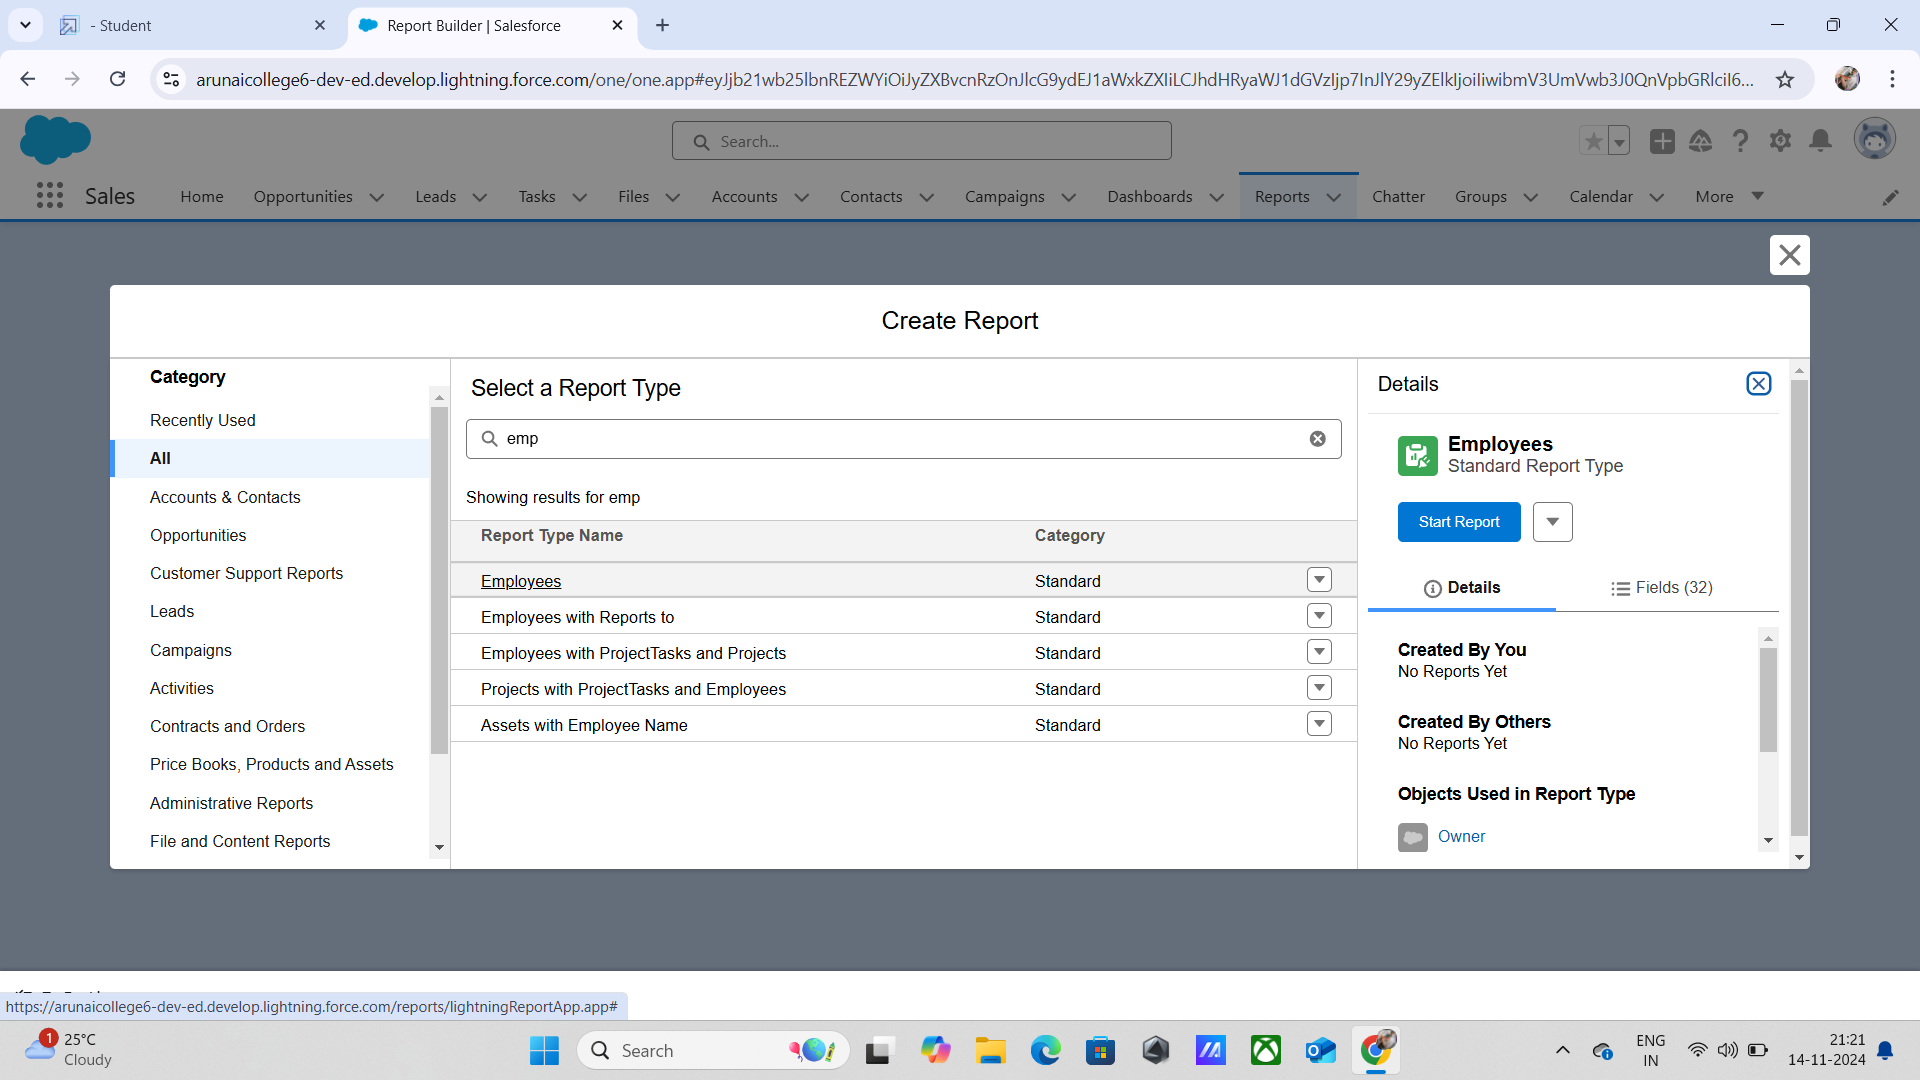 - Student
Report Builder | Salesforce
arunaicollege6-dev-ed.develop.lightning.force.com/one/one.app#eyJjb21wb25lbnREZWYiOiJyZXBvcnRzOnJlcG9ydEJ1aWxkZXIiLCJhdHRyaWJ1dGVzIjp7InJlY29yZElkIjoiIiwibmV3UmVwb3J0QnVpbGRlciI6...
Search...
Sales
Home
Opportunities
Leads
Tasks
Files
Accounts
Contacts
Campaigns
Dashboards
Reports
Chatter
Groups
Calendar
More
Create Report
Category
Recently Used
All
Accounts & Contacts
Opportunities
Customer Support Reports
Leads
Campaigns
Activities
Contracts and Orders
Price Books, Products and Assets
Administrative Reports
File and Content Reports
Select a Report Type
emp
Showing results for emp
Report Type Name Category
Employees Standard
Employees with Reports to Standard
Employees with ProjectTasks and Projects Standard
Projects with ProjectTasks and Employees Standard
Assets with Employee Name Standard
Details
Employees
Standard Report Type
Start Report
Details
Fields (32)
Created By You
No Reports Yet
Created By Others
No Reports Yet
Objects Used in Report Type
Owner
https://arunaicollege6-dev-ed.develop.lightning.force.com/reports/lightningReportApp.app#
1
25°C
Cloudy
Search
ENG
IN
21:21
14-11-2024